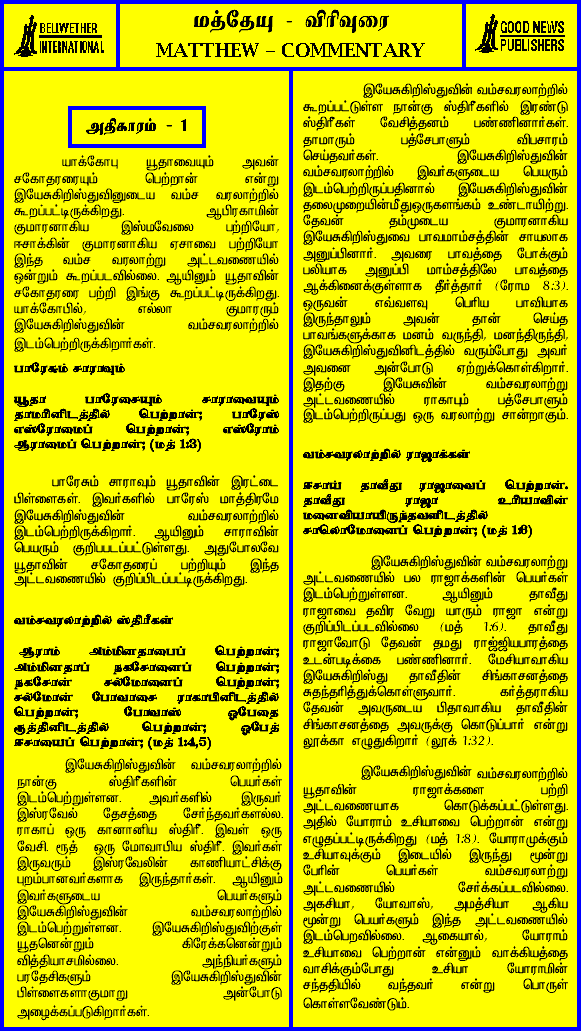 BELLWETHER
INTERNATIONAL
மத்தேயு - விரிவுரை
MATTHEW – COMMENTARY
GOOD NEWS
PUBLISHERS
அதிகாரம் - 1
யாக்கோபு யூதாவையும் அவன்
சகோதரரையும் பெற்றான் என்று
இயேசுகிறிஸ்துவினுடைய வம்ச வரலாற்றில்
கூறப்பட்டிருக்கிறது. ஆபிரகாமின்
குமாரனாகிய இஸ்மவேலை பற்றியோ,
ஈசாக்கின் குமாரனாகிய ஏசாவை பற்றியோ
இந்த வம்ச வரலாற்று அட்டவணையில்
ஒன்றும் கூறப்படவில்லை. ஆயினும் யூதாவின்
சகோதரரை பற்றி இங்கு கூறப்பட்டிருக்கிறது.
யாக்கோபில், எல்லா குமாரரும்
இயேசுகிறிஸ்துவின் வம்சவரலாற்றில்
இடம்பெற்றிருக்கிறார்கள்.
பாரேசும் சாராவும்
யூதா பாரேசையும் சாராவையும்
தாமாரினிடத்தில் பெற்றான்; பாரேஸ்
எஸ்ரோமைப் பெற்றான்; எஸ்ரோம்
ஆராமைப் பெற்றான்; (மத் 1:3)
பாரேசும் சாராவும் யூதாவின் இரட்டை
பிள்ளைகள். இவர்களில் பாரேஸ் மாத்திரமே
இயேசுகிறிஸ்துவின் வம்சவரலாற்றில்
இடம்பெற்றிருக்கிறார். ஆயினும் சாராவின்
பெயரும் குறிப்படப்பட்டுள்ளது. அதுபோலவே
யூதாவின் சகோதரைப் பற்றியும் இந்த
அட்டவணையில் குறிப்பிடப்பட்டிருக்கிறது.
வம்சவரலாற்றில் ஸ்திரீகள்
ஆராம் அம்மினதாபைப் பெற்றான்;
அம்மினதாப் நகசோனைப் பெற்றான்;
நகசோன் சல்மோனைப் பெற்றான்;
சல்மோன் போவாசை ராகாபினிடத்தில்
பெற்றான்; போவாஸ் ஓபேதை
ரூத்தினிடத்தில் பெற்றான்; ஓபேத்
ஈசாயைப் பெற்றான்; (மத் 1:4,5)
இயேசுகிறிஸ்துவின் வம்சவரலாற்றில்
நான்கு ஸ்திரீகளின் பெயர்கள்
இடம்பெற்றுள்ளன. அவர்களில் இருவர்
இஸ்ரவேல் தேசத்தை சேர்ந்தவர்களல்ல.
ராகாப் ஒரு கானானிய ஸ்திரீ. இவள் ஒரு
வேசி. ரூத் ஒரு மோவாபிய ஸ்திரீ. இவர்கள்
இருவரும் இஸ்ரவேலின் காணியாட்சிக்கு
புறம்பானவர்களாக இருந்தார்கள். ஆயினும்
இவர்களுடைய பெயர்களும்
இயேசுகிறிஸ்துவின் வம்சவரலாற்றில்
இடம்பெற்றுள்ளன. இயேசுகிறிஸ்துவிற்குள்
யூதனென்றும் கிரேக்கனென்றும்
வித்தியாசமில்லை. அந்நியர்களும்
பரதேசிகளும் இயேசுகிறிஸ்துவின்
பிள்ளைகளாகுமாறு அன்போடு
அழைக்கப்படுகிறார்கள்.
இயேசுகிறிஸ்துவின் வம்சவரலாற்றில்
கூறப்பட்டுள்ள நான்கு ஸ்திரீகளில் இரண்டு
ஸ்திரீகள் வேசித்தனம் பண்ணினார்கள்.
தாமாரும் பத்சேபாளும் விபசாரம்
செய்தவர்கள். இயேசுகிறிஸ்துவின்
வம்சவரலாற்றில் இவர்களுடைய பெயரும்
இடம்பெற்றிருப்பதினால் இயேசுகிறிஸ்துவின்
தலைமுறையின்மீதுஒருகளங்கம் உண்டாயிற்று.
தேவன் தம்முடைய குமாரனாகிய
இயேசுகிறிஸ்துவை பாவமாம்சத்தின் சாயலாக
அனுப்பினார். அவரை பாவத்தை போக்கும்
பலியாக அனுப்பி மாம்சத்திலே பாவத்தை
ஆக்கினைக்குள்ளாக தீர்த்தார் (ரோம 8:3).
ஒருவன் எவ்வளவு பெரிய பாவியாக
இருந்தாலும் அவன் தான் செய்த
பாவங்களுக்காக மனம் வருந்தி, மனந்திருந்தி,
இயேசுகிறிஸ்துவினிடத்தில் வரும்போது அவர்
அவனை அன்போடு ஏற்றுக்கொள்கிறார்.
இதற்கு இயேசுவின் வம்சவரலாற்று
அட்டவணையில் ராகாபும் பத்சேபாளும்
இடம்பெற்றிருப்பது ஒரு வரலாற்று சான்றாகும்.
வம்சவரலாற்றில் ராஜாக்கள்
ஈசாய் தாவீது ராஜாவைப் பெற்றான்.
தாவீது ராஜா உரியாவின்
மனைவியாயிருந்தவளிடத்தில்
சாலொமோனைப் பெற்றான்; (மத் 1:6)
இயேசுகிறிஸ்துவின் வம்சவரலாற்று
அட்டவணையில் பல ராஜாக்களின் பெயர்கள்
இடம்பெற்றுள்ளன. ஆயினும் தாவீது
ராஜாவை தவிர வேறு யாரும் ராஜா என்று
குறிப்பிடப்படவில்லை (மத் 1:6). தாவீது
ராஜாவோடு தேவன் தமது ராஜ்ஜியபாரத்தை
உடன்படிக்கை பண்ணினார். மேசியாவாகிய
இயேசுகிறிஸ்து தாவீதின் சிங்காசனத்தை
சுதந்தரித்துக்கொள்ளுவார். கர்த்தராகிய
தேவன் அவருடைய பிதாவாகிய தாவீதின்
சிங்காசனத்தை அவருக்கு கொடுப்பார் என்று
லூக்கா எழுதுகிறார் (லூக் 1:32).
இயேசுகிறிஸ்துவின் வம்சவரலாற்றில்
யூதாவின் ராஜாக்களை பற்றி
அட்டவணையாக கொடுக்கப்பட்டுள்ளது.
அதில் யோராம் உசியாவை பெற்றான் என்று
எழுதப்பட்டிருக்கிறது (மத் 1:8). யோராமுக்கும்
உசியாவுக்கும் இடையில் இருந்து மூன்று
பேரின் பெயர்கள் வம்சவரலாற்று
அட்டவணையில் சேர்க்கப்படவில்லை.
அகசியா, யோவாஸ், அமத்சியா ஆகிய
மூன்று பெயர்களும் இந்த அட்டவணையில்
இடம்பெறவில்லை. ஆகையால், யோராம்
உசியாவை பெற்றான் என்னும் வாக்கியத்தை
வாசிக்கும்போது உசியா யோராமின்
சந்ததியில் வந்தவர் என்று பொருள்
கொள்ளவேண்டும்.